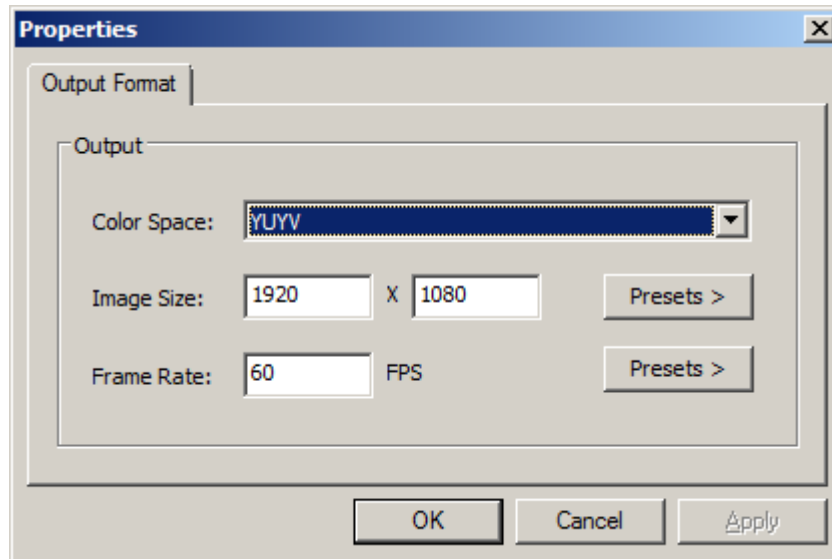 Properties
Output Format
Output
Color Space: YUYV
Image Size: 1920 X 1080 Presets >
Frame Rate: 60 FPS Presets >
OK Cancel Apply